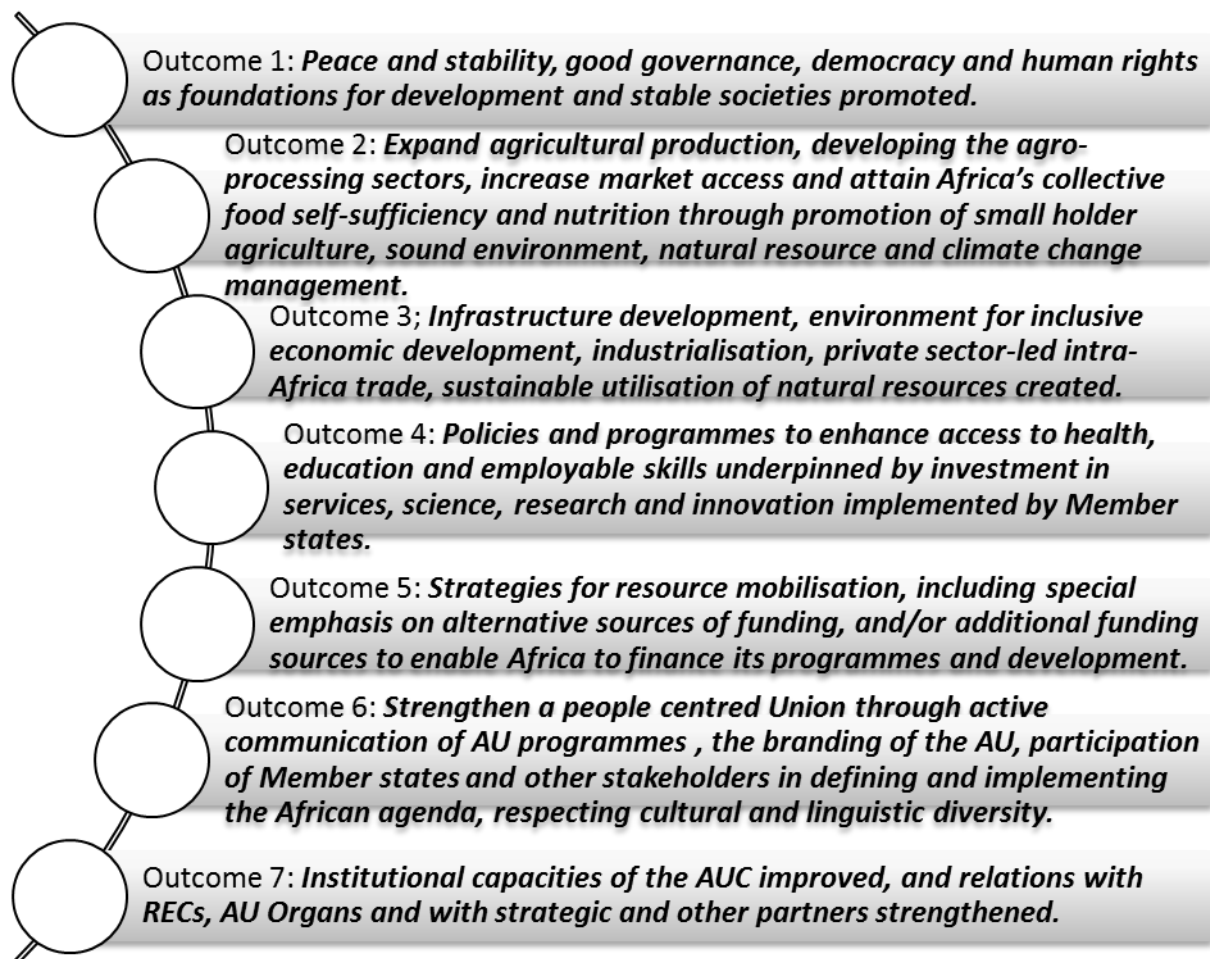 Outcome 1: Peace and stability, good governance, democracy and human rights
as foundations for development and stable societies promoted.
Outcome 2: Expand agricultural production, developing the agro-
processing sectors, increase market access and attain Africa’s collective
food self-sufficiency and nutrition through promotion of small holder
agriculture, sound environment, natural resource and climate change
management.
Outcome 3; Infrastructure development, environment for inclusive
economic development, industrialisation, private sector-led intra-
Africa trade, sustainable utilisation of natural resources created.
Outcome 4: Policies and programmes to enhance access to health,
education and employable skills underpinned by investment in
services, science, research and innovation implemented by Member
states.
Outcome 5: Strategies for resource mobilisation, including special
emphasis on alternative sources of funding, and/or additional funding
sources to enable Africa to finance its programmes and development.
Outcome 6: Strengthen a people centred Union through active
communication of AU programmes , the branding of the AU, participation
of Member states and other stakeholders in defining and implementing
the African agenda, respecting cultural and linguistic diversity.
Outcome 7: Institutional capacities of the AUC improved, and relations with
RECs, AU Organs and with strategic and other partners strengthened.